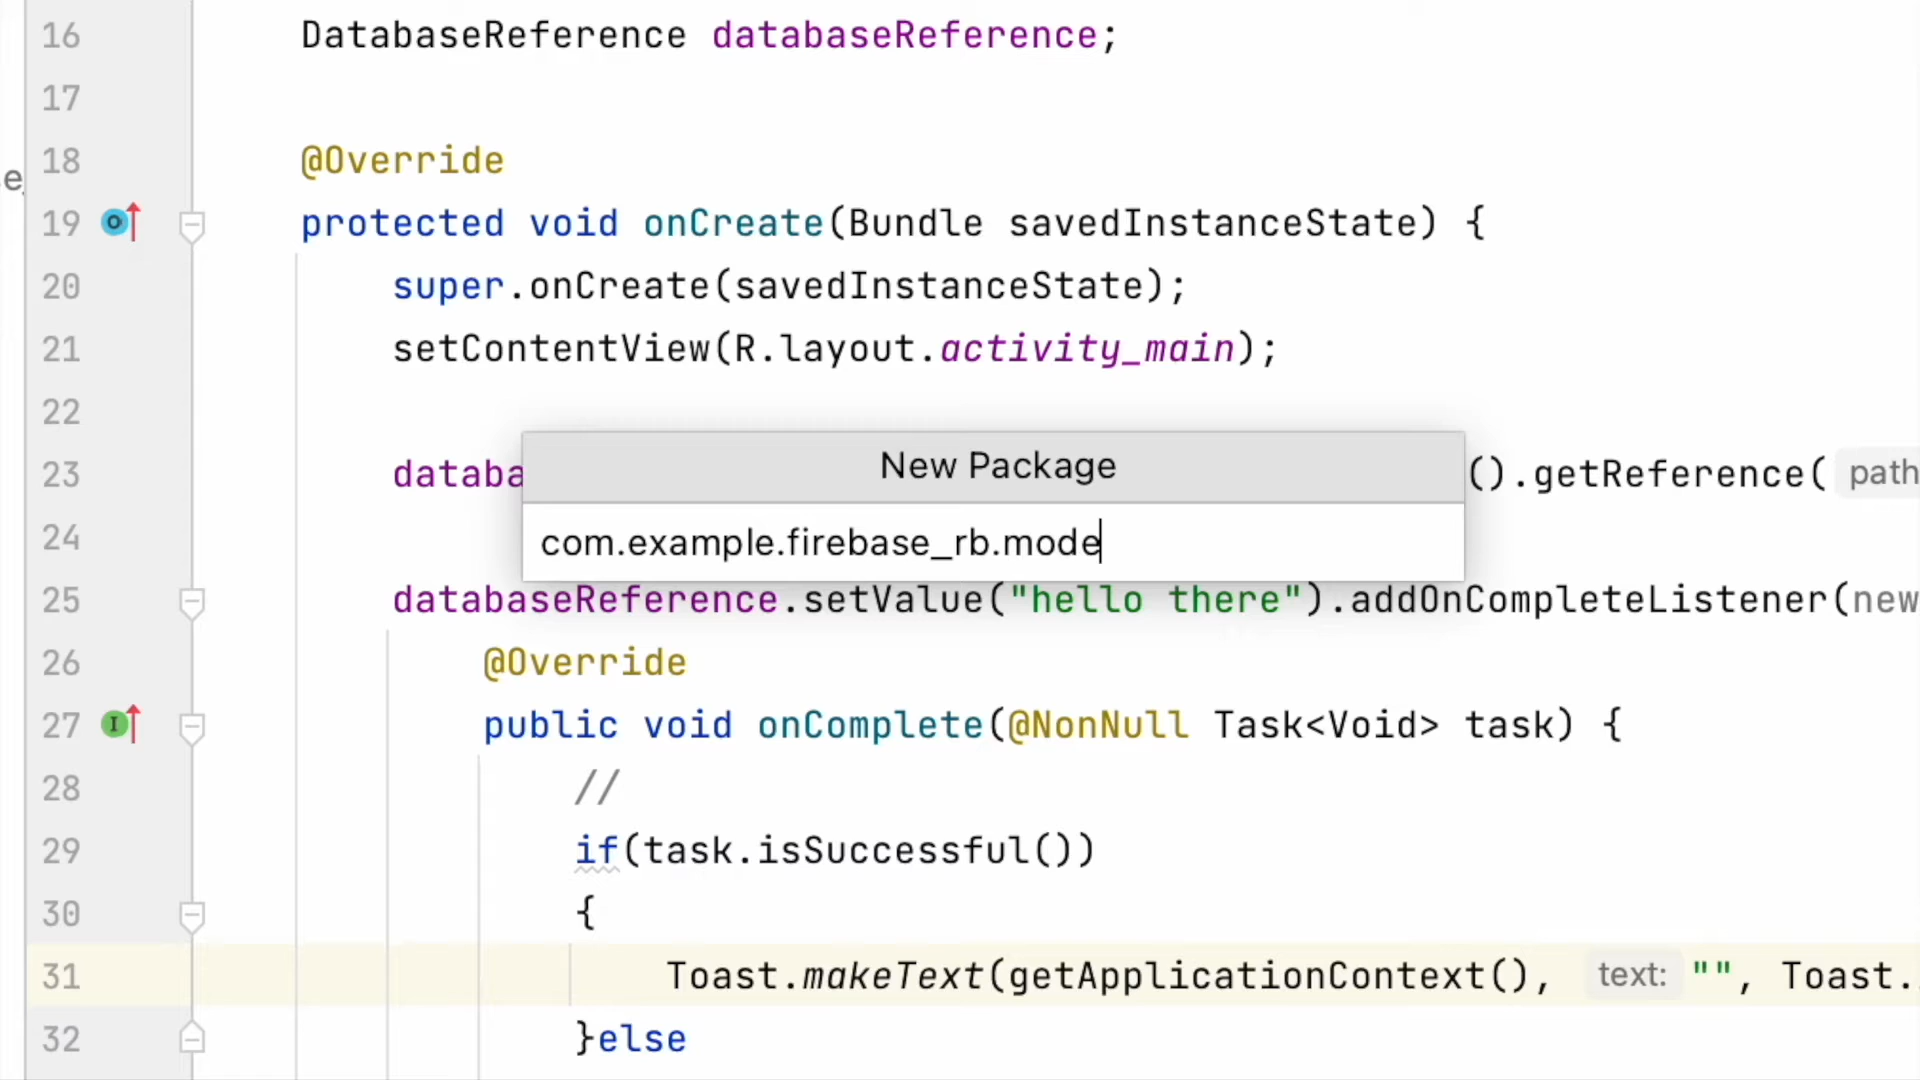 16 DatabaseReference databaseReference;
17
e
18 @Override
19 protected void onCreate(Bundle savedInstanceState) {
20 super.onCreate(savedInstanceState);
21 setContentView(R.layout.activity_main);
22
New Package
23 databa ().getReference( path
24
com.example.firebase_rb.mode
25 databaseReference.setValue("hello there").addOnCompleteListener(new
26 @Override
27 public void onComplete(@NonNull Task<Void> task) {
28 //
29 if(task.isSuccessful())
30 {
31 Toast.makeText(getApplicationContext(), text: "", Toast.
32 }else